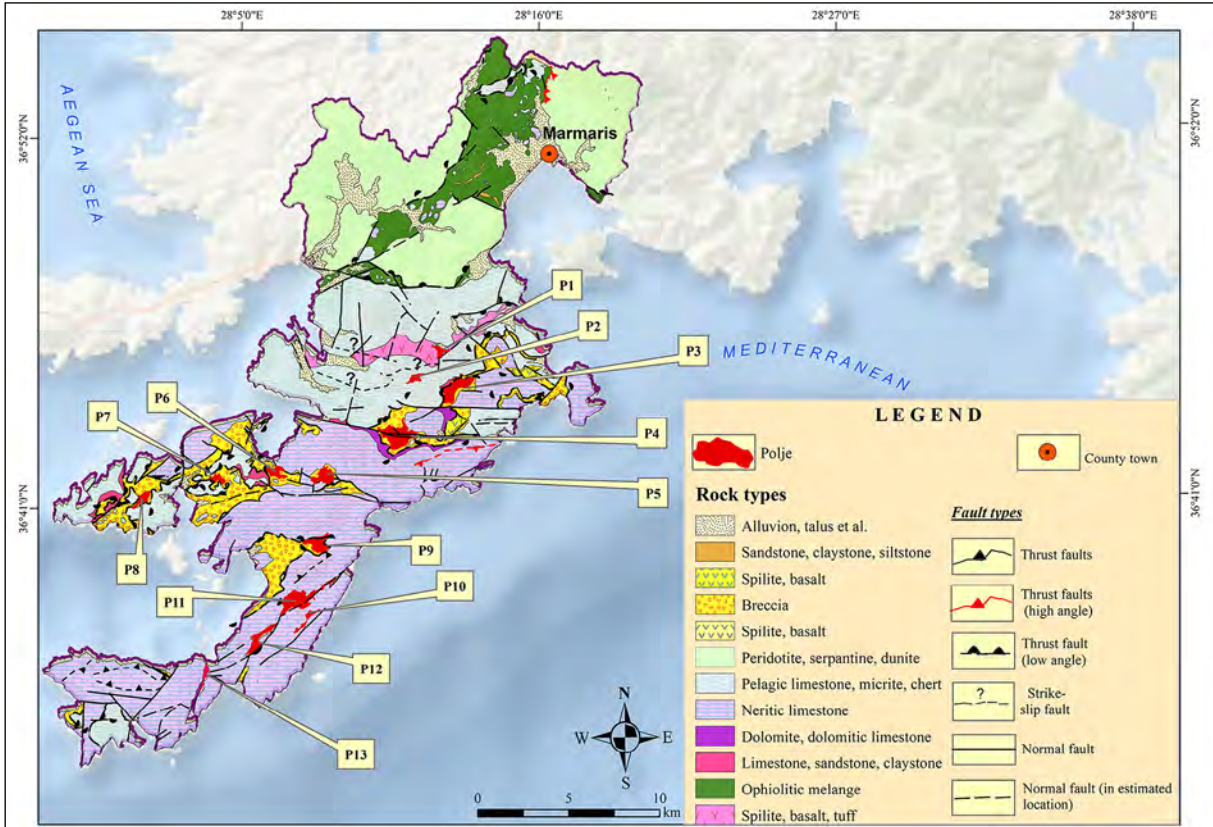 28°5'0"E
28°16'0"E
28°27'0"E
28°38'0"E
36°52'0"N
36°52'0"N
36°41'0"N
36°41'0"N
AEGEAN SEA
MEDITERRANEAN
Marmaris
P1
P2
P3
P4
P5
P6
P7
P8
P9
P10
P11
P12
P13
?
?
?
?
N
W
E
S
0
5
10
km
LEGEND
Polje
County town
Rock types
Alluvion, talus et al.
Sandstone, claystone, siltstone
Spilite, basalt
Breccia
Spilite, basalt
Peridotite, serpantine, dunite
Pelagic limestone, micrite, chert
Neritic limestone
Dolomite, dolomitic limestone
Limestone, sandstone, claystone
Ophiolitic melange
Spilite, basalt, tuff
Fault types
Thrust faults
Thrust faults
(high angle)
Thrust fault
(low angle)
?
Strike-
slip fault
Normal fault
Normal fault (in estimated
location)